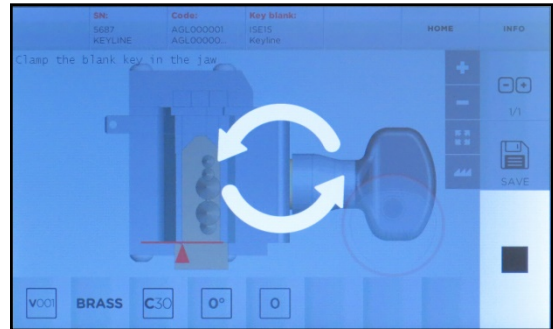 SN: Code: Key blank:
5687 AGL000001 ISE15 HOME INFO
KEYLINE AGL00000... Keyline
Clamp the blank key in the jaw
1/1
SAVE
V001 BRASS C30 0° 0